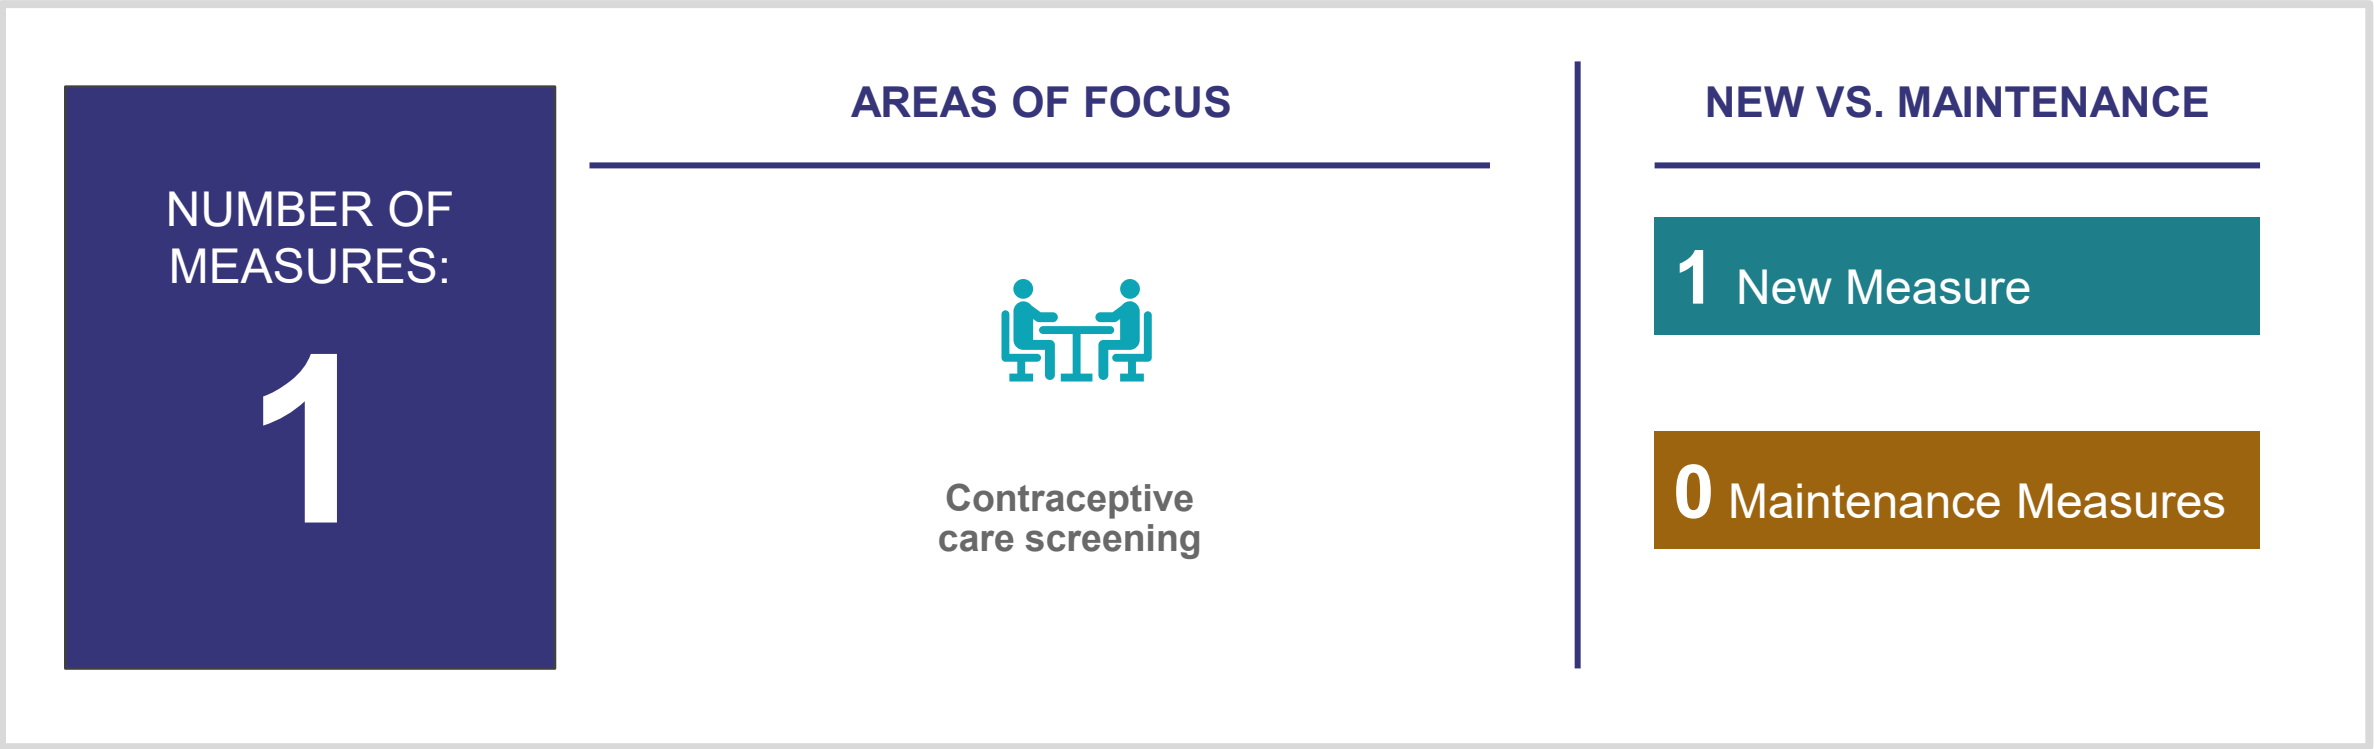 NUMBER OF
MEASURES:
1
AREAS OF FOCUS
Contraceptive
care screening
NEW VS. MAINTENANCE
1 New Measure
0 Maintenance Measures